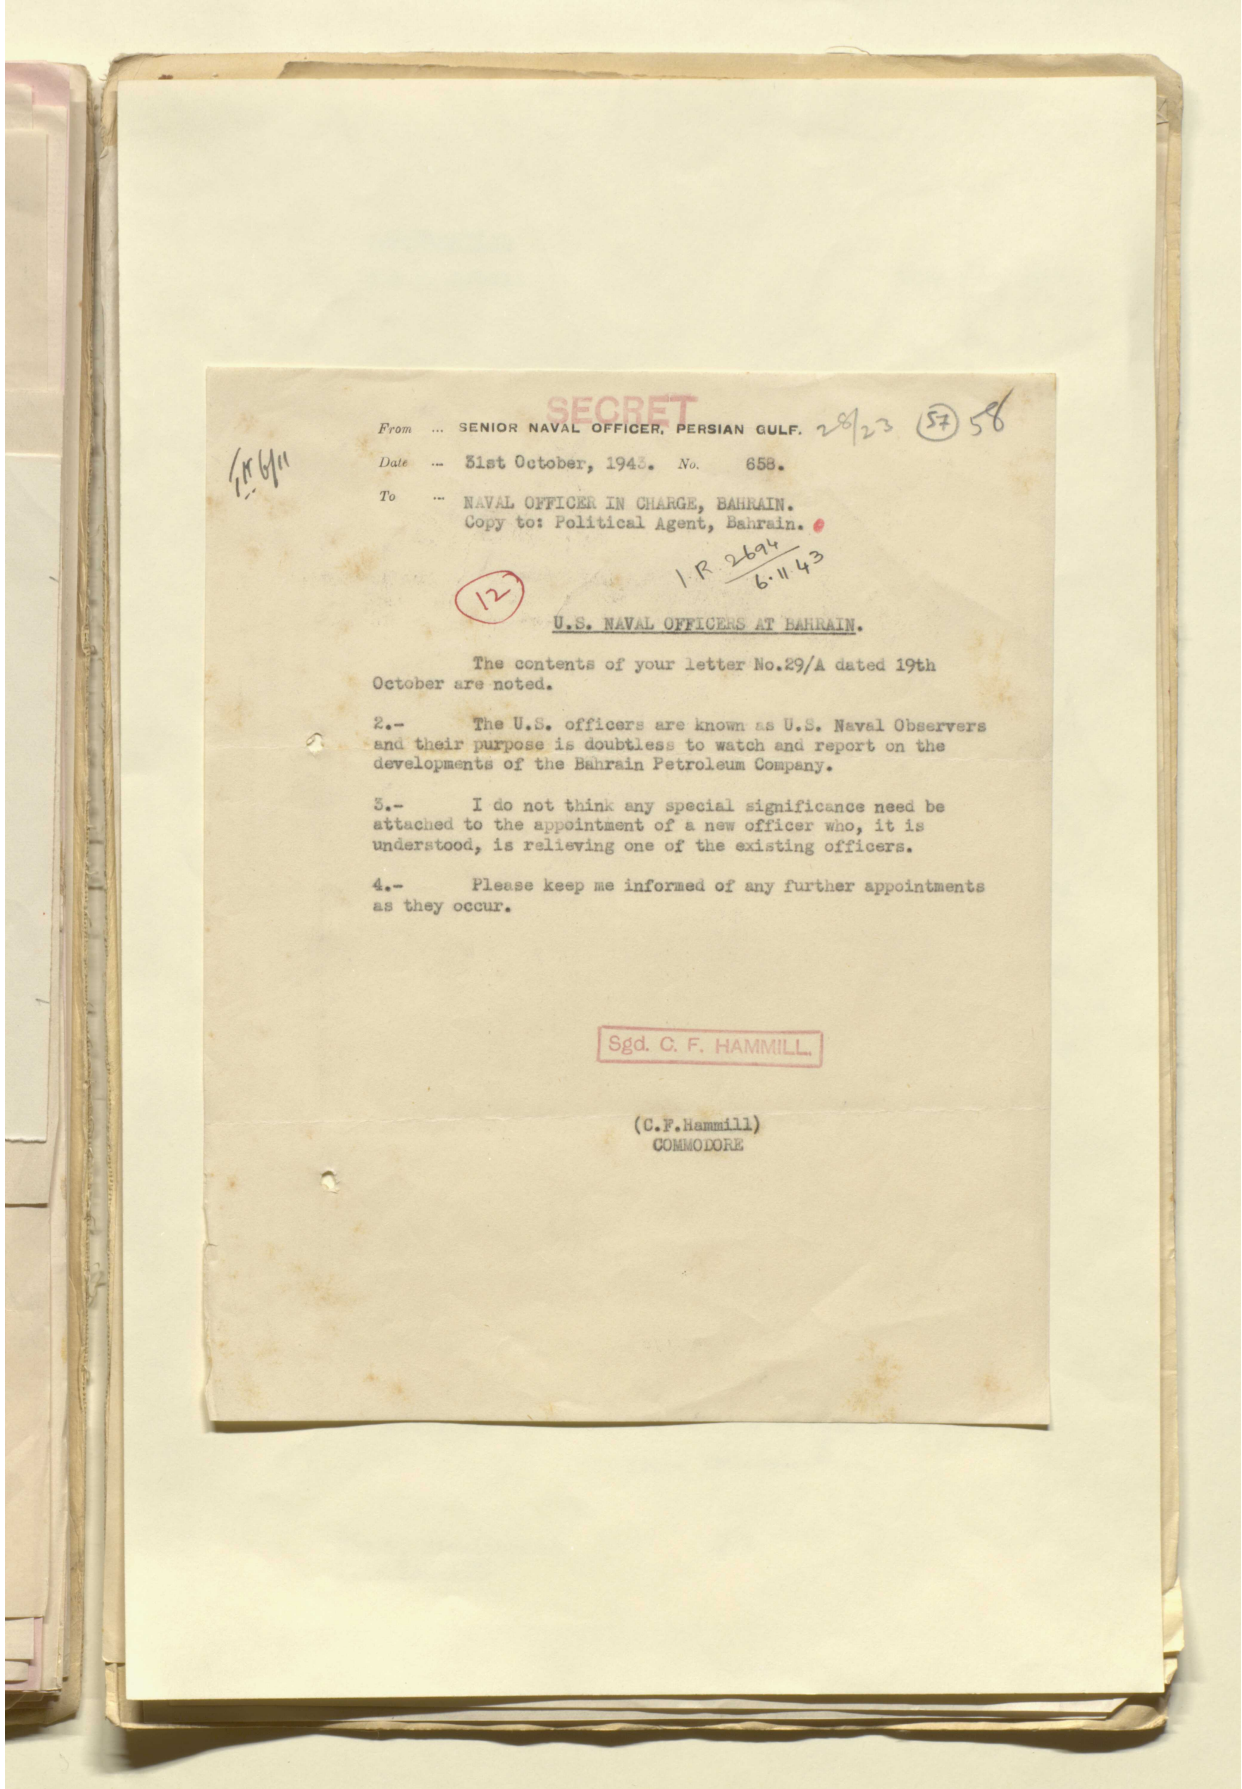 SECRET
From ... SENIOR NAVAL OFFICER, PERSIAN GULF. 28/23 57 58
Date ... 31st October, 1943. No. 658.
To ... NAVAL OFFICER IN CHARGE, BAHRAIN.
Copy to: Political Agent, Bahrain.
I.R. 2694
6.11.43
12
U.S. NAVAL OFFICERS AT BAHRAIN.
The contents of your letter No.29/A dated 19th
October are noted.
2.- The U.S. officers are known as U.S. Naval Observers
and their purpose is doubtless to watch and report on the
developments of the Bahrain Petroleum Company.
3.- I do not think any special significance need be
attached to the appointment of a new officer who, it is
understood, is relieving one of the existing officers.
4.- Please keep me informed of any further appointments
as they occur.
Sgd. C. F. HAMMILL.
(C.F.Hammill)
COMMODORE